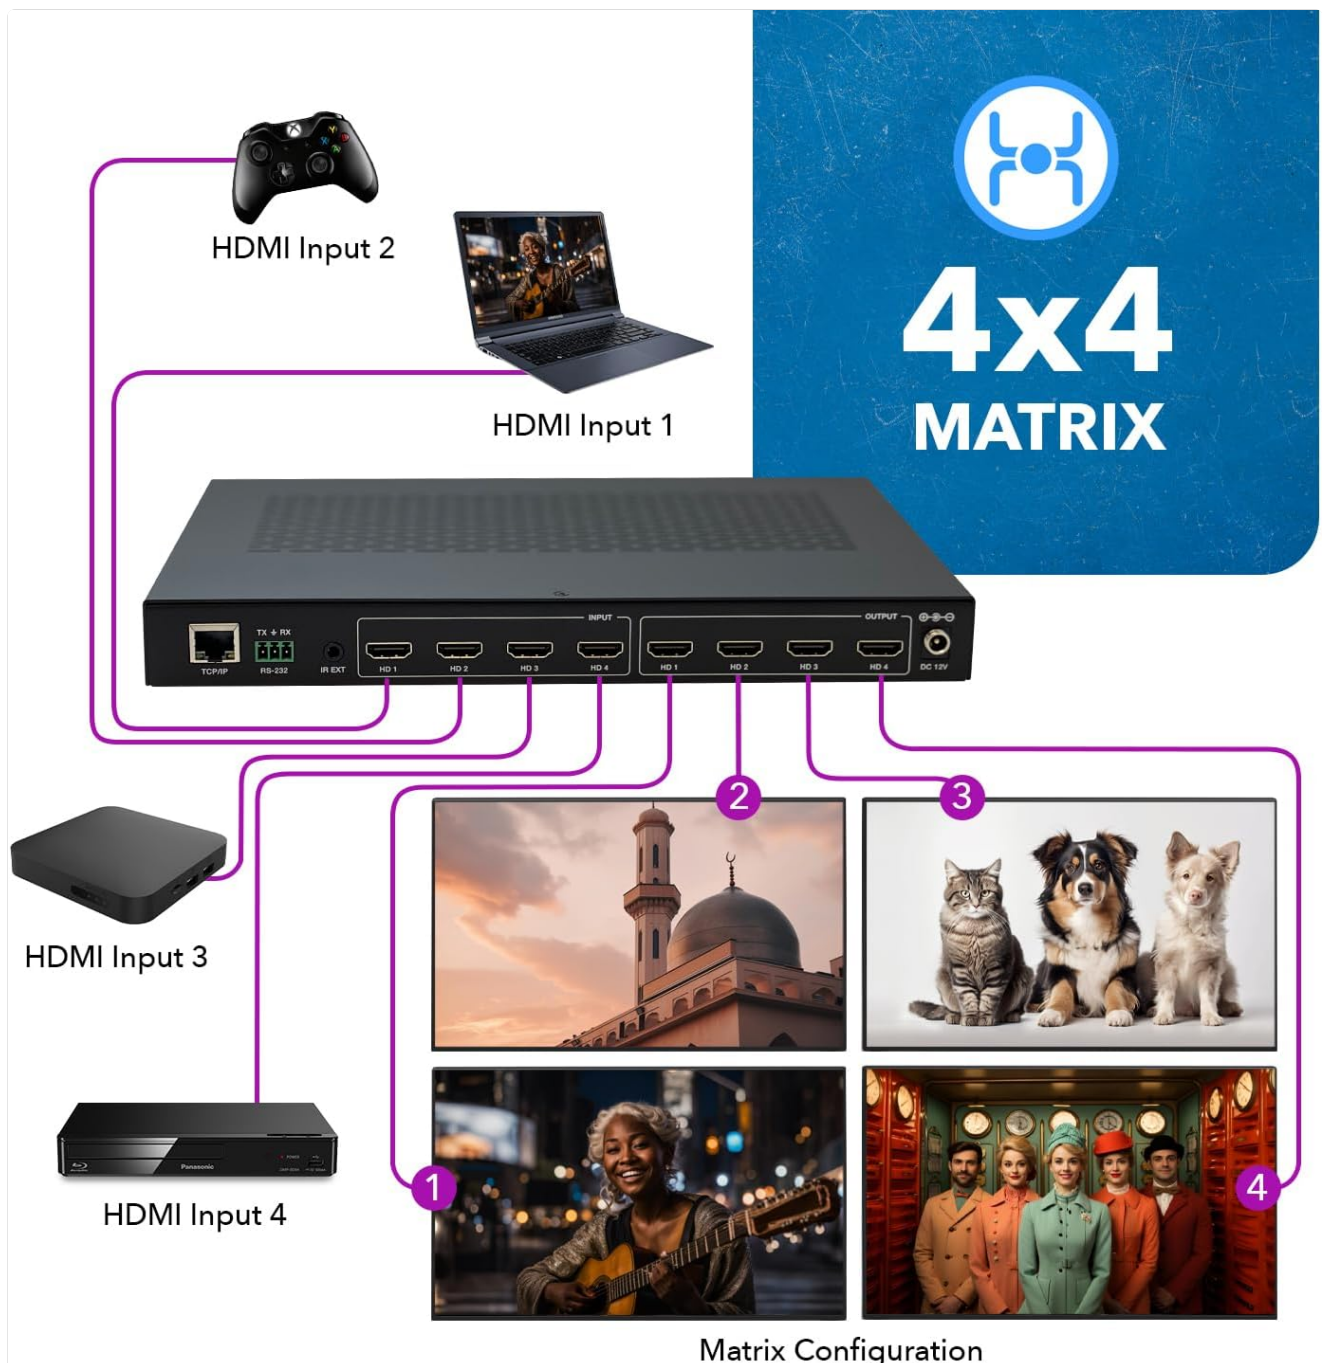 4x4
MATRIX
HDMI Input 2
HDMI Input 1
INPUT
OUTPUT
TX RX
TCP/IP
RS-232
IR EXT
HD 1
HD 2
HD 3
HD 4
HD 1
HD 2
HD 3
HD 4
DC 12V
2
3
HDMI Input 3
1
4
Panasonic
POWER
HDMI Input 4
Matrix Configuration